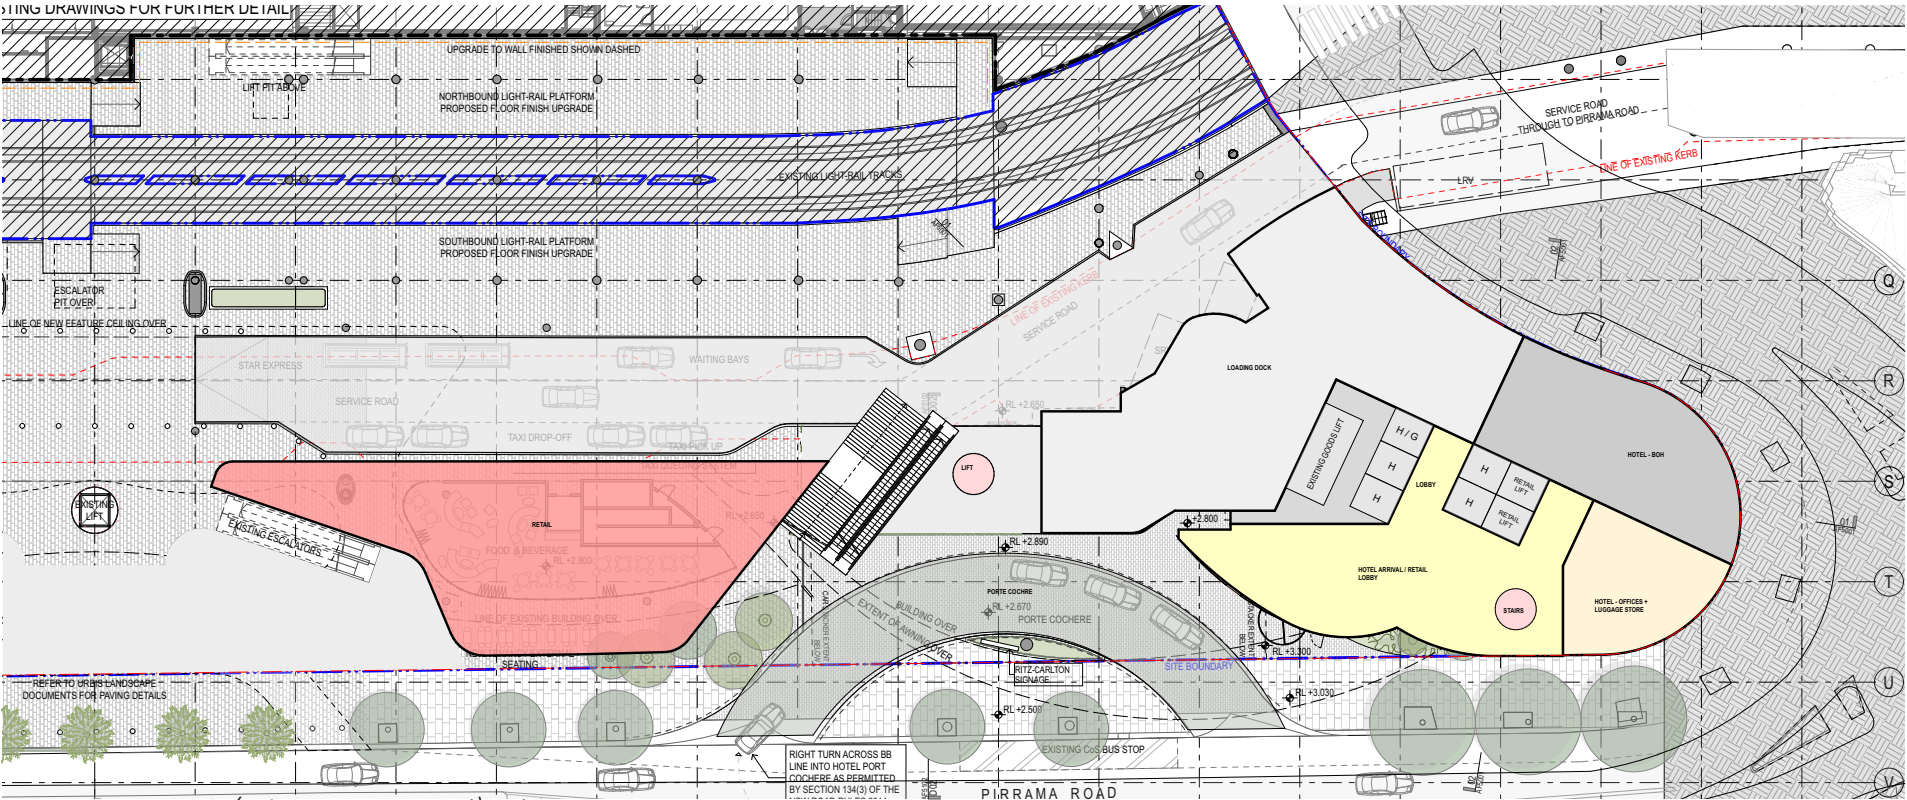 STING DRAWINGS FOR FURTHER DETAIL
UPGRADE TO WALL FINISHED SHOWN DASHED
LIFT PIT ABOVE
NORTHBOUND LIGHT-RAIL PLATFORM
PROPOSED FLOOR FINISH UPGRADE
SERVICE ROAD
THROUGH TO PIRRAMA ROAD
LINE OF EXISTING KERB
LRV
EXISTING LIGHT-RAIL TRACKS
SOUTHBOUND LIGHT-RAIL PLATFORM
PROPOSED FLOOR FINISH UPGRADE
ESCALATOR
PIT OVER
LINE OF NEW FEATURE CEILING OVER
LINE OF EXISTING KERB
SERVICE ROAD
Q
STAR EXPRESS
WAITING BAYS
LOADING DOCK
R
SERVICE ROAD
RL +2.650
TAXI DROP-OFF
TAXI PICK UP
TAXI QUEUING SYSTEM
EXISTING GOODS LIFT
H / G
H
H
LOBBY
H
H
RETAIL
LIFT
RETAIL
LIFT
HOTEL - BOH
LIFT
S
EXISTING
LIFT
EXISTING ESCALATORS
RETAIL
RL +2.650
FOOD & BEVERAGE
RL +2.800
+2.800
RL +2.890
HOTEL ARRIVAL / RETAIL
LOBBY
T
PORTE COCHRE
BUILDING OVER
EXTENT OF AWNING OVER
RL +2.670
PORTE COCHERE
STAIRS
HOTEL - OFFICES +
LUGGAGE STORE
LINE OF EXISTING BUILDING OVER
SEATING
BELOW
BELOW
RL +3.300
SITE BOUNDARY
RITZ-CARLTON
SIGNAGE
REFER TO URBIS LANDSCAPE
DOCUMENTS FOR PAVING DETAILS
U
RL +3.030
RL +2.500
EXISTING CoS BUS STOP
RIGHT TURN ACROSS BB
LINE INTO HOTEL PORT
COCHERE AS PERMITTED
BY SECTION 134(3) OF THE
PIRRAMA ROAD
V